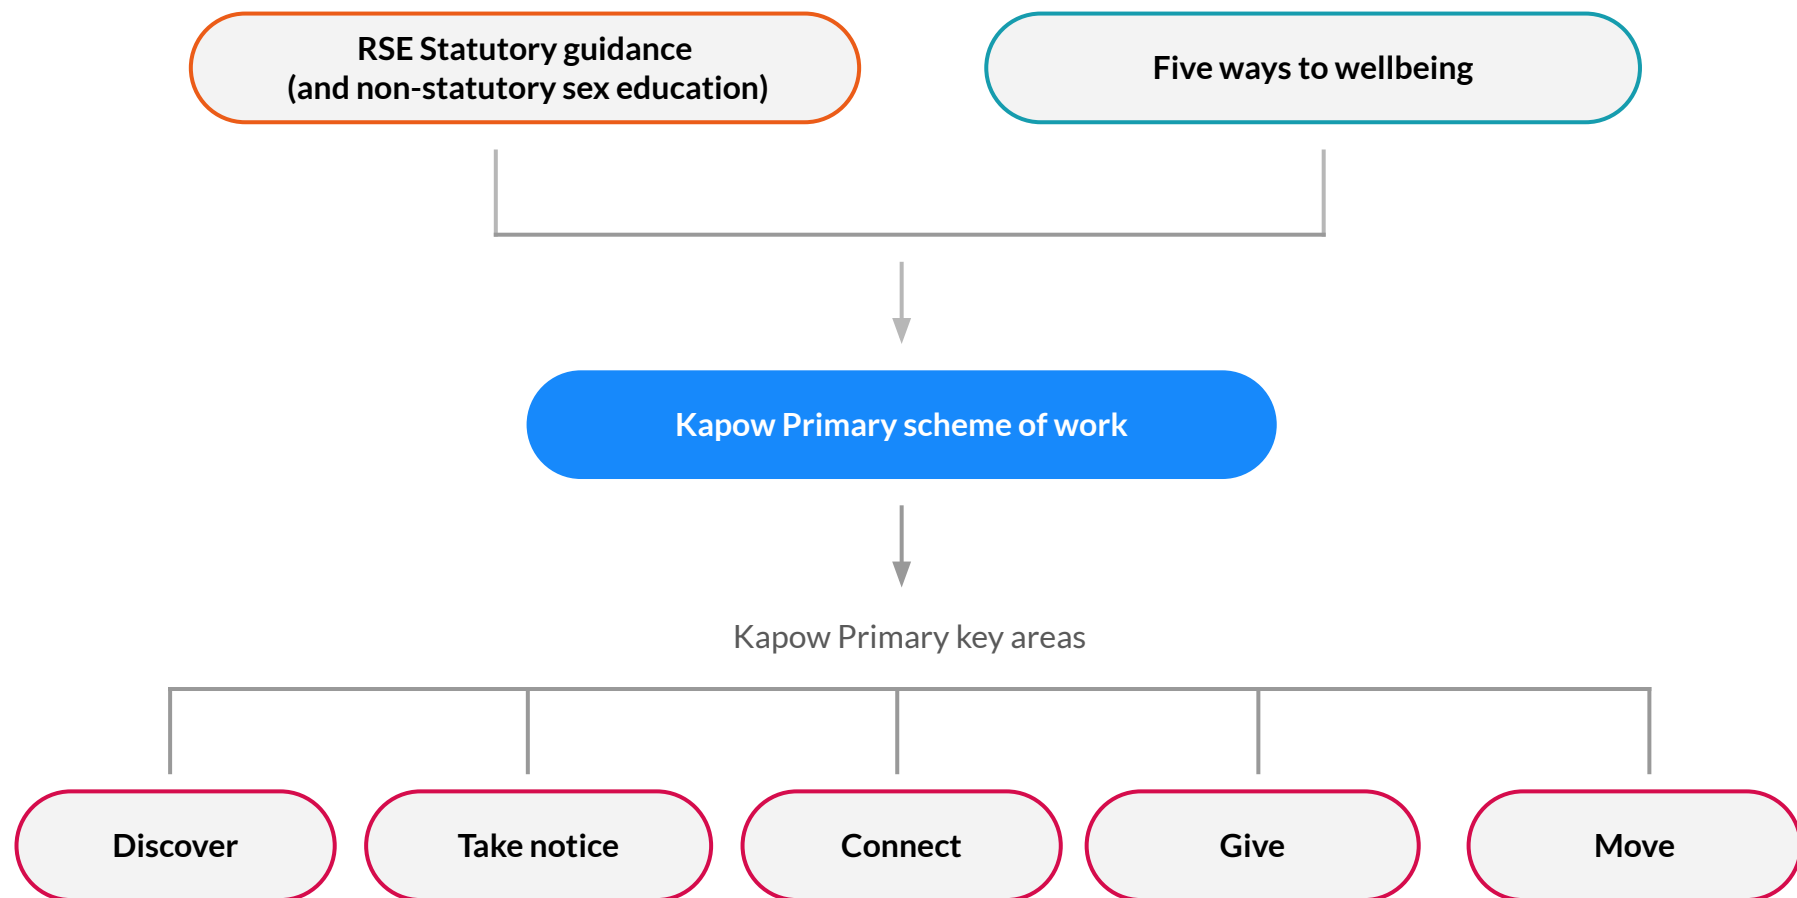 RSE Statutory guidance
(and non-statutory sex education)
Five ways to wellbeing
Kapow Primary scheme of work
Kapow Primary key areas
Discover
Take notice
Connect
Give
Move